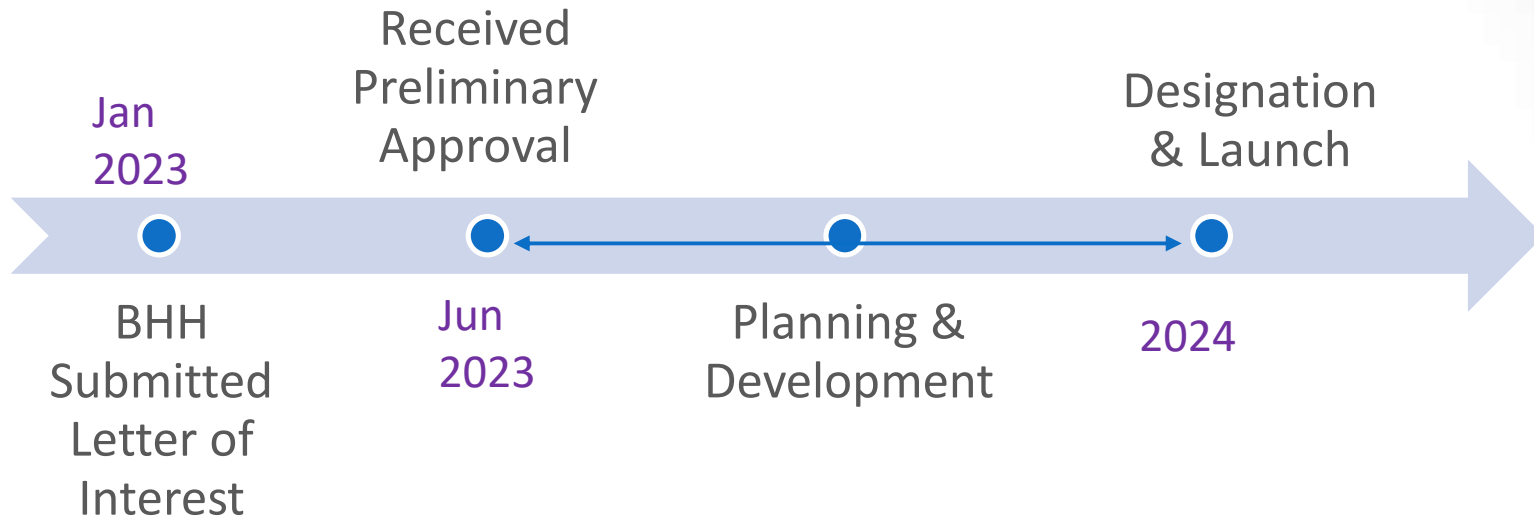 Jan
2023
BHH
Submitted
Letter of
Interest
Received
Preliminary
Approval
Jun
2023
Planning &
Development
Designation
& Launch
2024